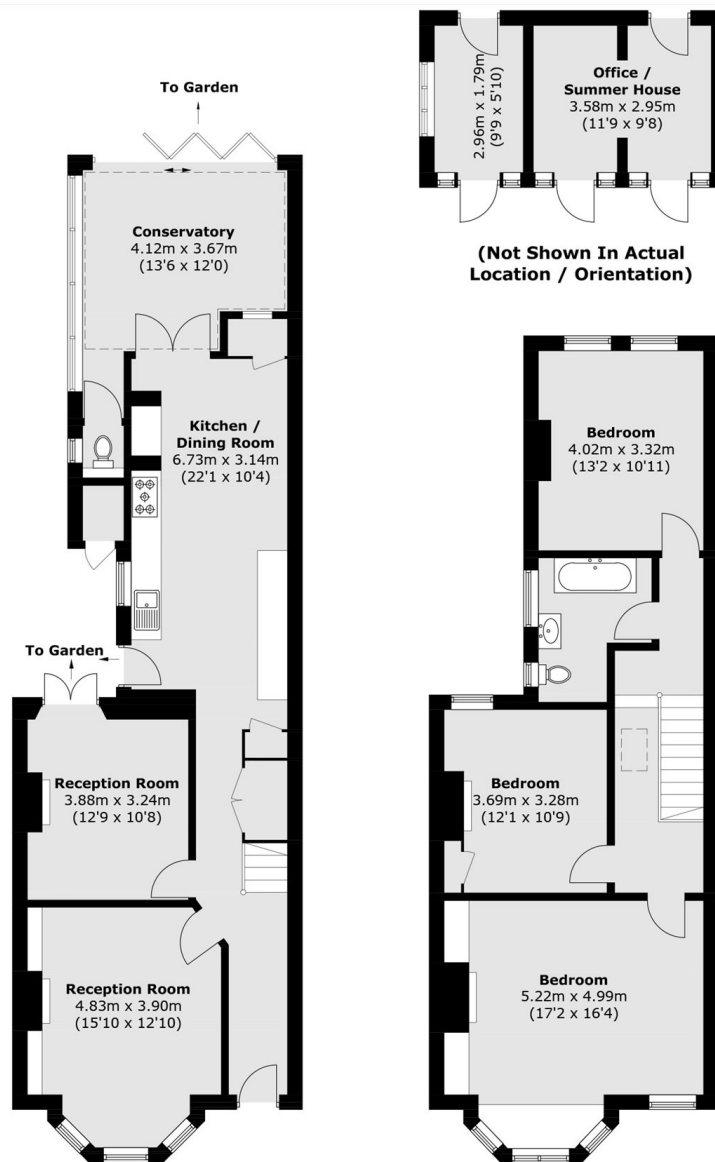 To Garden
Conservatory
4.12m x 3.67m
(13'6 x 12'0)
Kitchen /
Dining Room
6.73m x 3.14m
(22'1 x 10'4)
To Garden
Reception Room
3.88m x 3.24m
(12'9 x 10'8)
Reception Room
4.83m x 3.90m
(15'10 x 12'10)
2.96m x 1.79m
(9'9 x 5'10)
Office /
Summer House
3.58m x 2.95m
(11'9 x 9'8)
(Not Shown In Actual
Location / Orientation)
Bedroom
4.02m x 3.32m
(13'2 x 10'11)
Bedroom
3.69m x 3.28m
(12'1 x 10'9)
Bedroom
5.22m x 4.99m
(17'2 x 16'4)